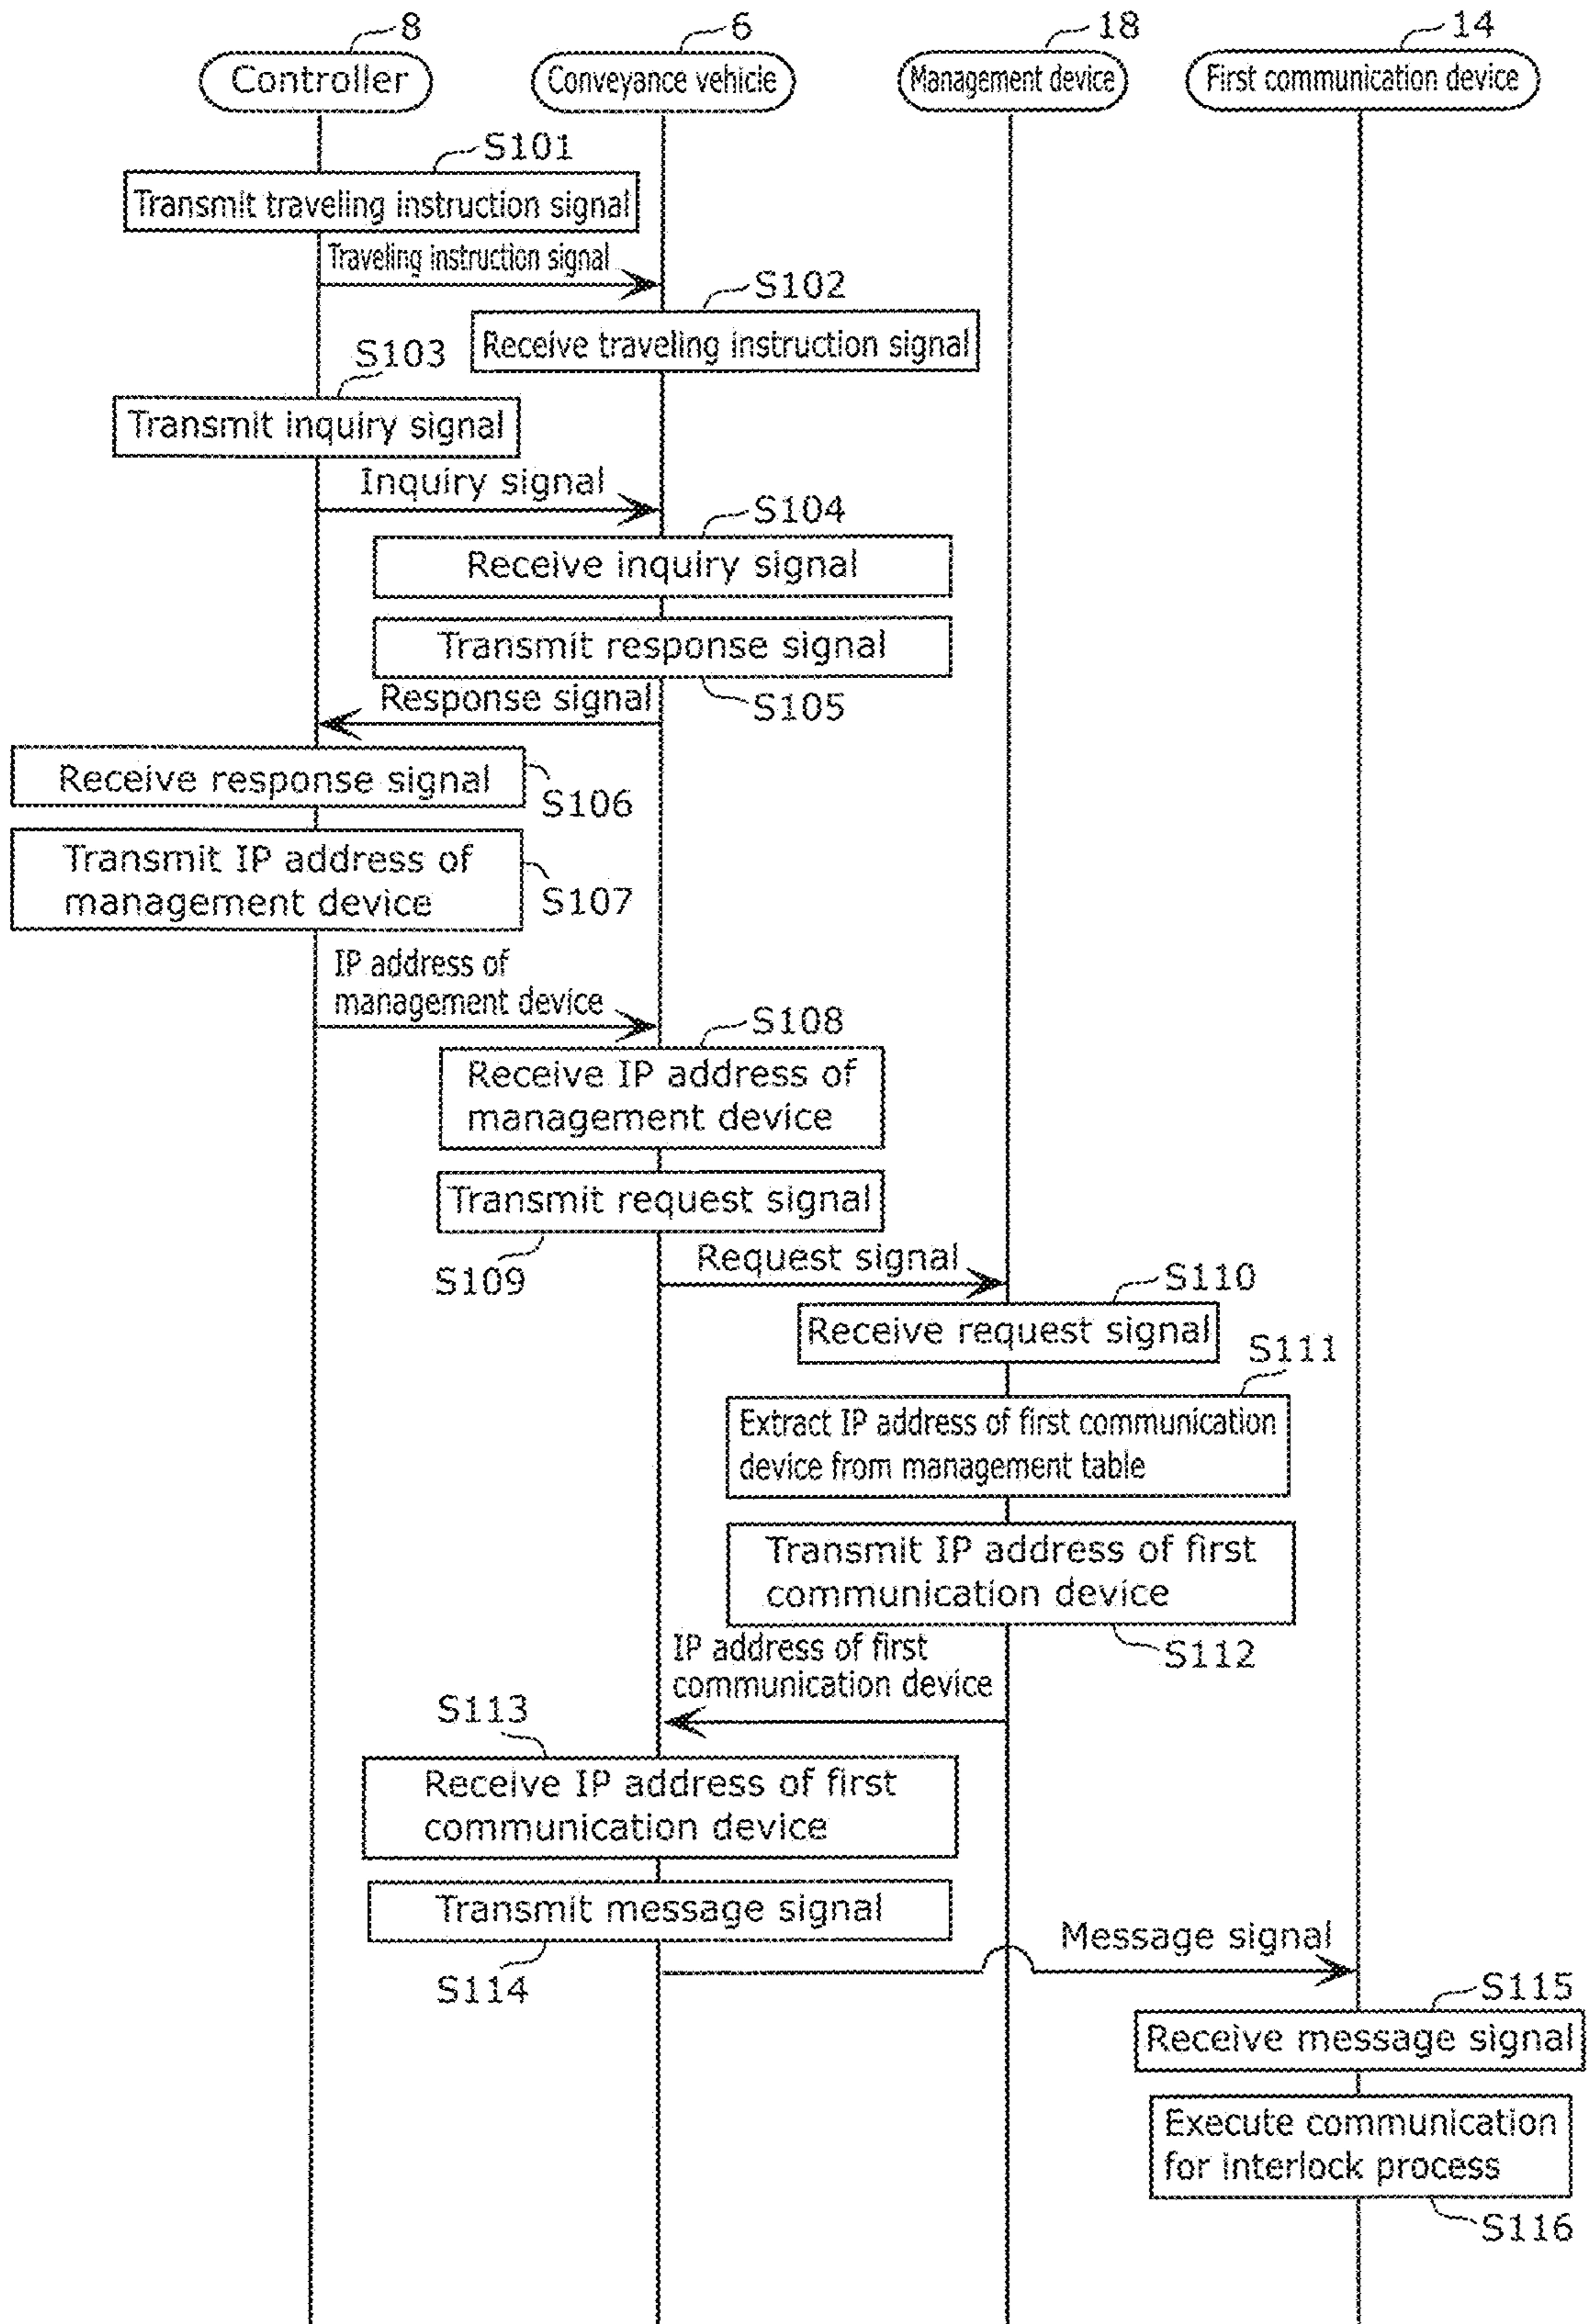 8
6
18
14
Controller
Conveyance vehicle
Management device
First communication device
S101
Transmit traveling instruction signal
Traveling instruction signal
S102
Receive traveling instruction signal
S103
Transmit inquiry signal
Inquiry signal
S104
Receive inquiry signal
Transmit response signal
Response signal
S105
Receive response signal
S106
Transmit IP address of
management device
S107
IP address of
management device
S108
Receive IP address of
management device
Transmit request signal
S109
Request signal
S110
Receive request signal
S111
Extract IP address of first communication
device from management table
Transmit IP address of first
communication device
S112
IP address of first
communication device
S113
Receive IP address of first
communication device
Transmit message signal
S114
Message signal
S115
Receive message signal
Execute communication
for interlock process
S116